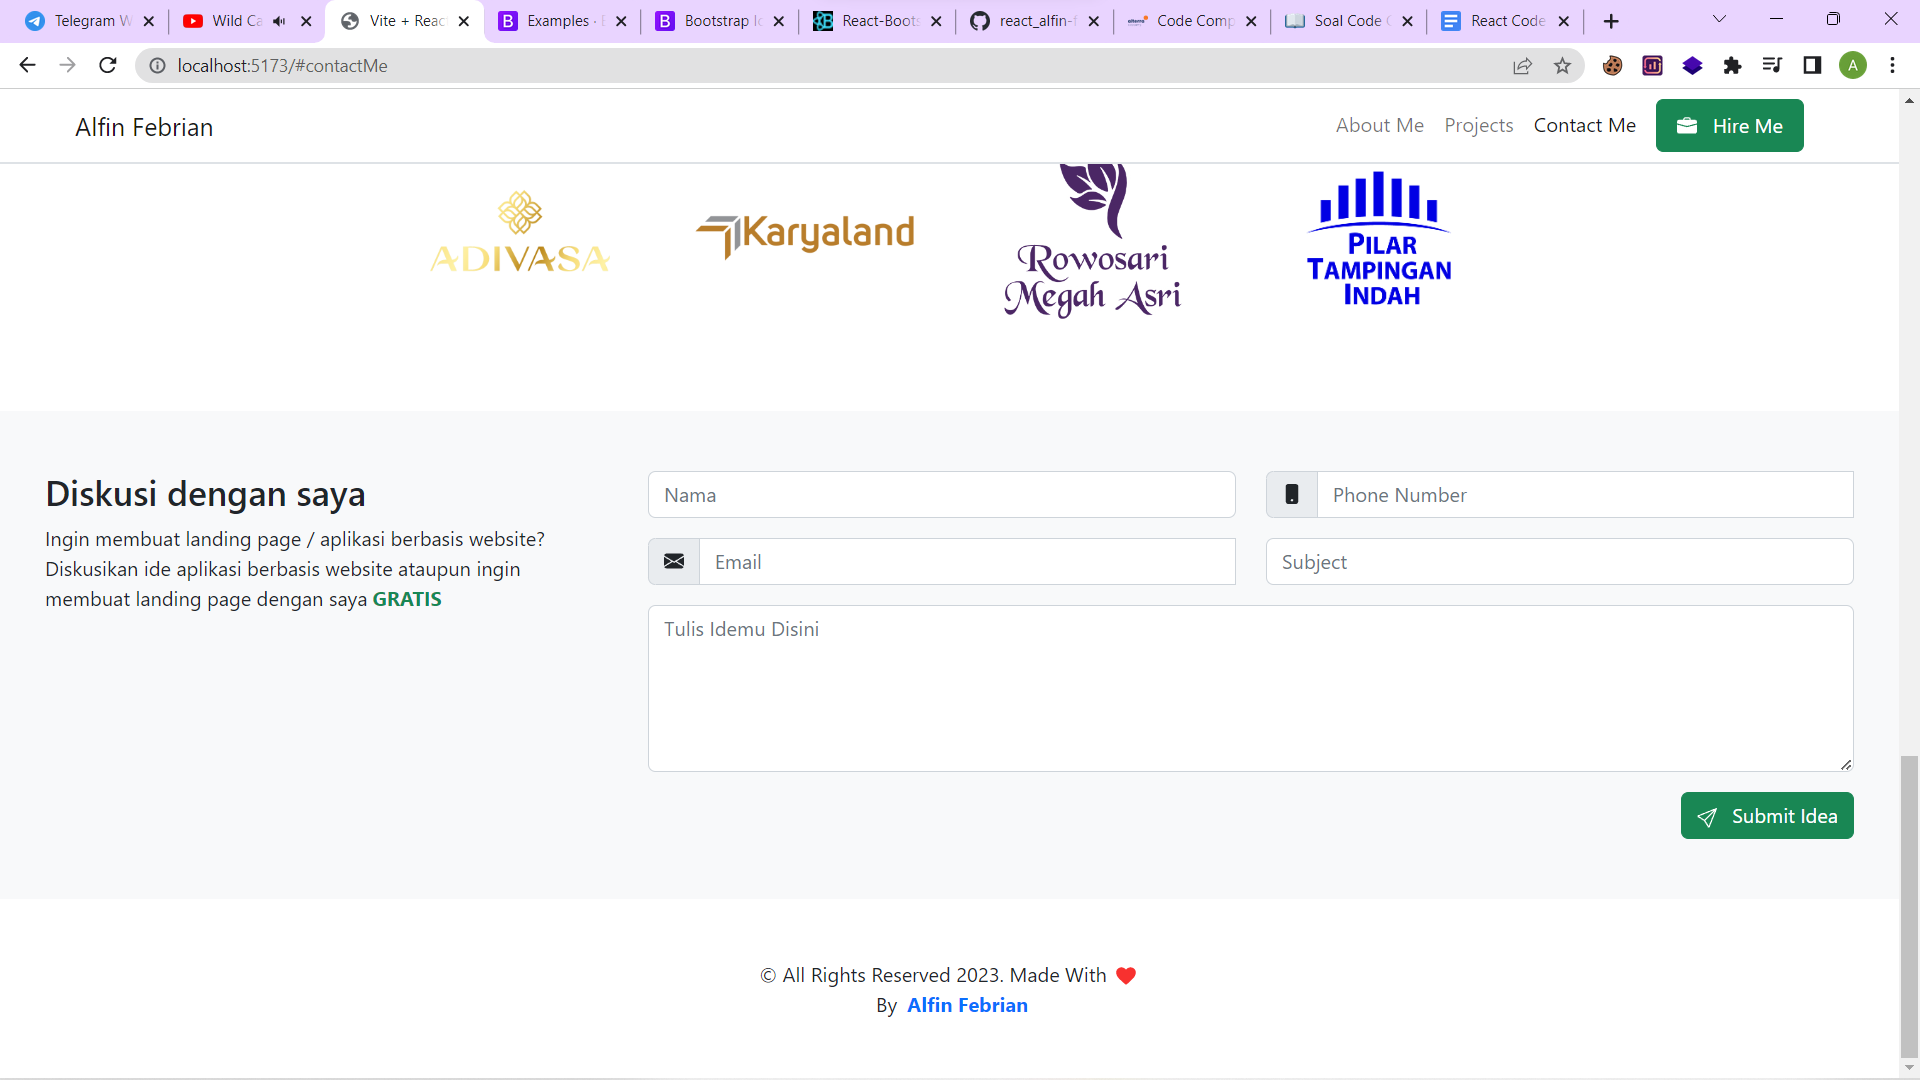 Telegram W
Wild Ca
Vite + Reac
Examples · B
Bootstrap Ic
React-Boots
react_alfin-f
Code Comp
Soal Code C
React Code
localhost:5173/#contactMe
A
Alfin Febrian
About Me
Projects
Contact Me
Hire Me
ADIVASA
Karyaland
Rowosari
Megah Asri
PILAR
TAMPINGAN
INDAH
Diskusi dengan saya
Ingin membuat landing page / aplikasi berbasis website?
Diskusikan ide aplikasi berbasis website ataupun ingin
membuat landing page dengan saya GRATIS
Nama
Phone Number
Email
Subject
Tulis Idemu Disini
Submit Idea
© All Rights Reserved 2023. Made With
By Alfin Febrian